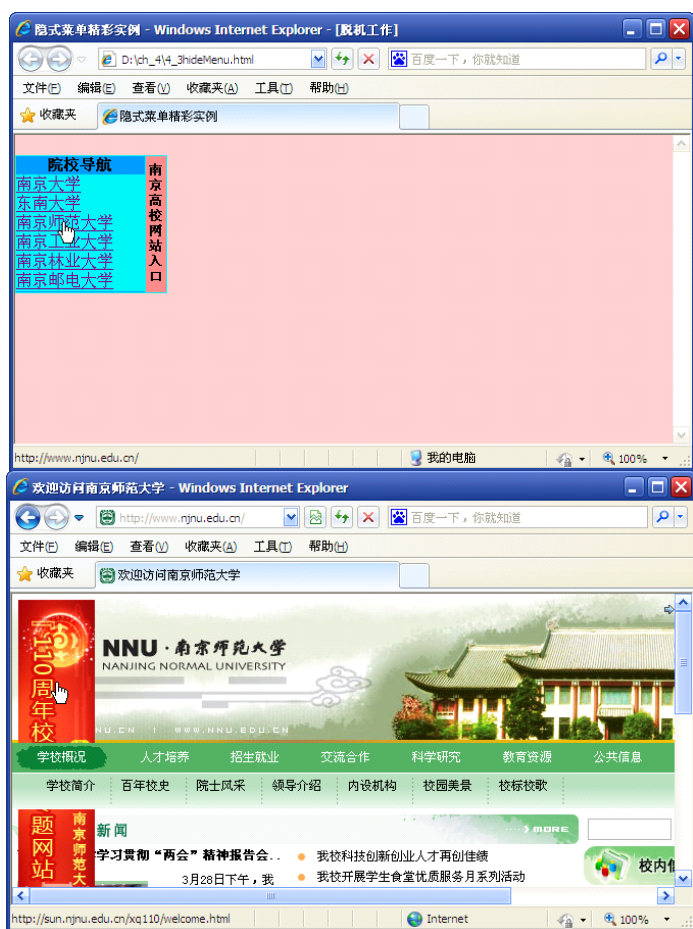 隐式菜单精彩实例 - Windows Internet Explorer - [脱机工作]
D:\ch_4\4_3hideMenu.html
百度一下，你就知道
文件(F) 编辑(E) 查看(V) 收藏夹(A) 工具(T) 帮助(H)
收藏夹
隐式菜单精彩实例
院校导航
南京大学
东南大学
南京师范大学
南京工业大学
南京林业大学
南京邮电大学
南京高校网站入口
http://www.njnu.edu.cn/
我的电脑
100%
欢迎访问南京师范大学 - Windows Internet Explorer
http://www.njnu.edu.cn/
百度一下，你就知道
文件(F) 编辑(E) 查看(V) 收藏夹(A) 工具(T) 帮助(H)
收藏夹
欢迎访问南京师范大学
110周年校
NNU · 南京师范大学
NANJING NORMAL UNIVERSITY
NU.CN | WWW.NNU.EDU.CN
学校概况 人才培养 招生就业 交流合作 科学研究 教育资源 公共信息
学校简介 百年校史 院士风采 领导介绍 内设机构 校园美景 校标校歌
题网站
南京师范大
新闻
MORE
学习贯彻“两会”精神报告会..
我校科技创新创业人才再创佳绩
3月28日下午，我
我校开展学生食堂优质服务月系列活动
http://sun.njnu.edu.cn/xq110/welcome.html
Internet
100%